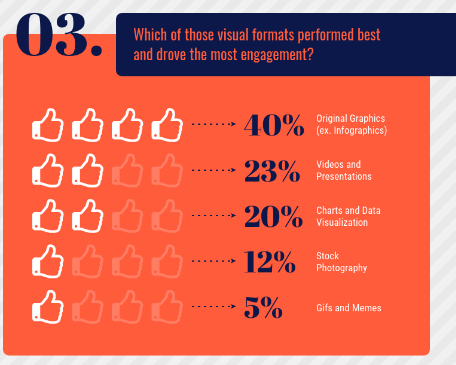 03.
Which of those visual formats performed best
and drove the most engagement?
40% Original Graphics
(ex. Infographics)
23% Videos and
Presentations
20% Charts and Data
Visualization
12% Stock
Photography
5% Gifs and Memes